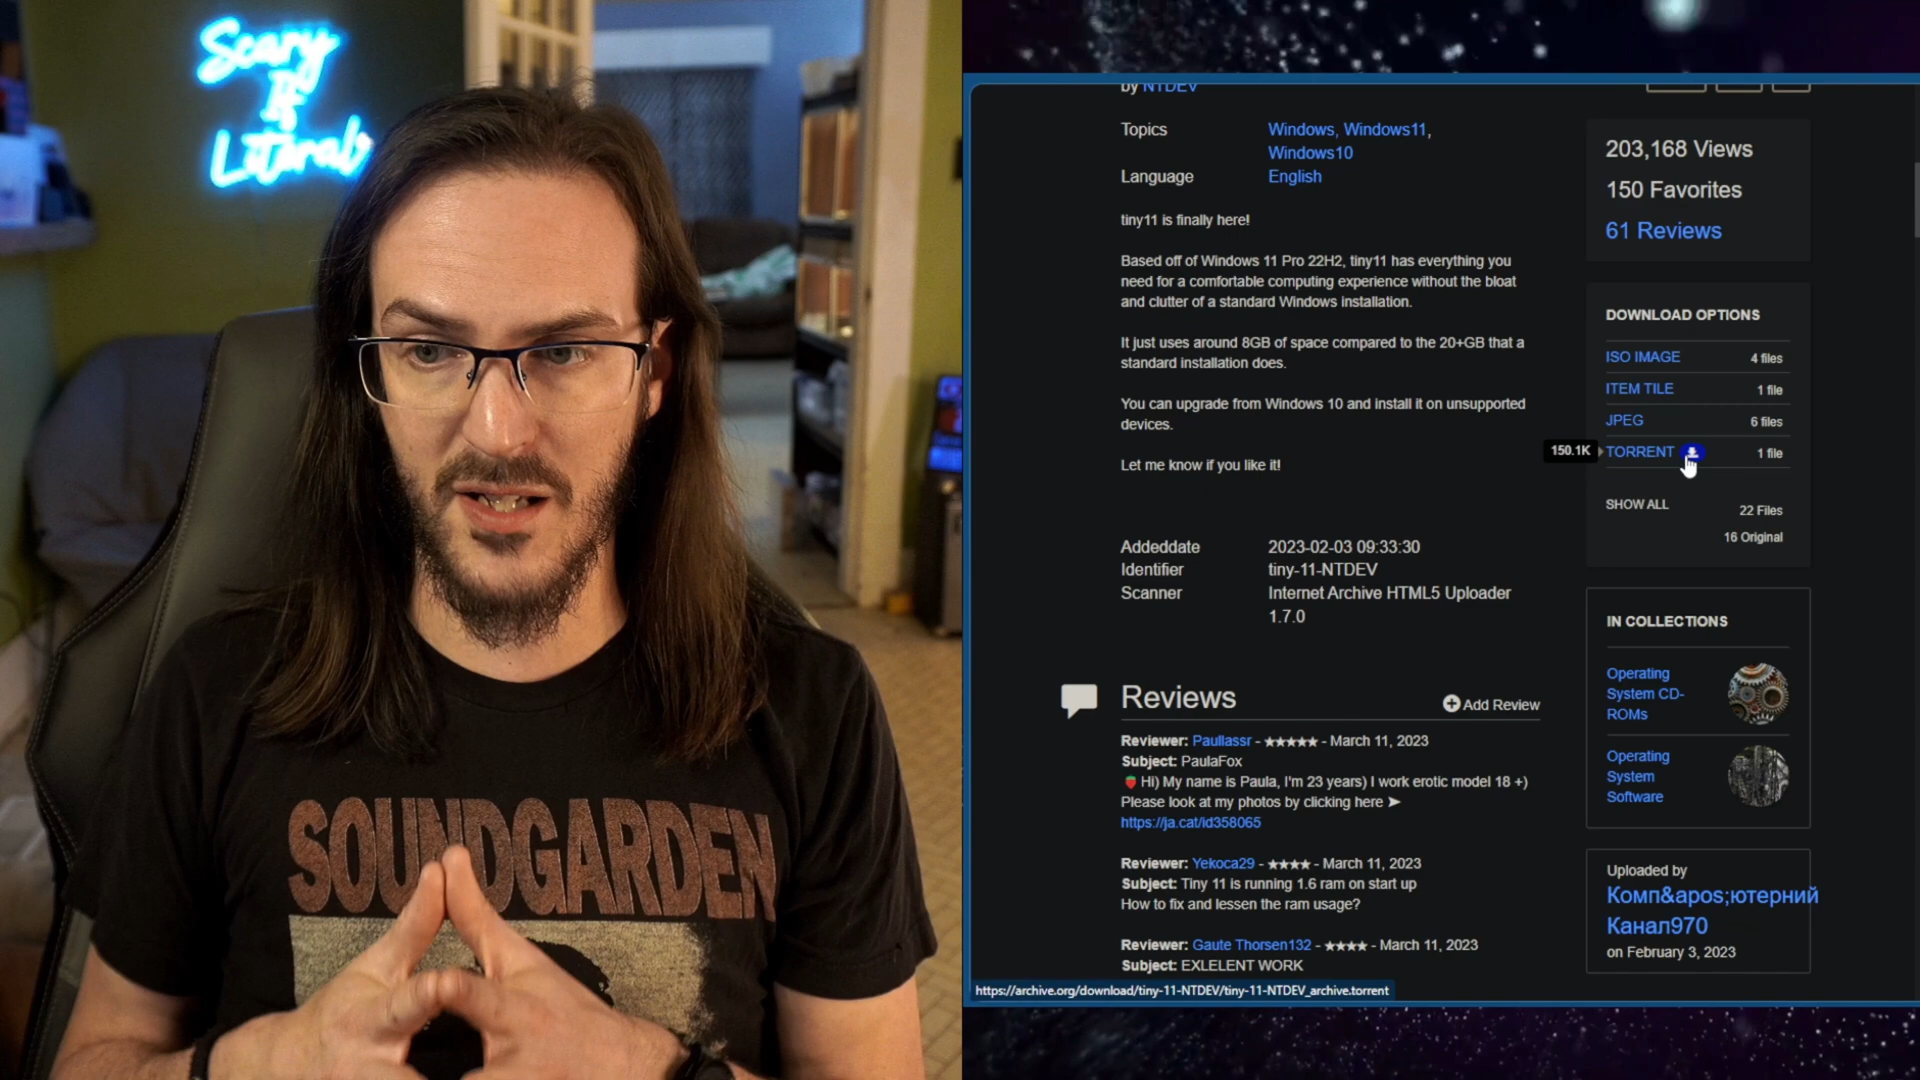 Scary
Is
Literal
SOUNDGARDEN
by NTDEV
Topics
Windows, Windows11,
Windows10
Language
English
tiny11 is finally here!
Based off of Windows 11 Pro 22H2, tiny11 has everything you
need for a comfortable computing experience without the bloat
and clutter of a standard Windows installation.
It just uses around 8GB of space compared to the 20+GB that a
standard installation does.
You can upgrade from Windows 10 and install it on unsupported
devices.
Let me know if you like it!
Addeddate
2023-02-03 09:33:30
Identifier
tiny-11-NTDEV
Scanner
Internet Archive HTML5 Uploader
1.7.0
Reviews
Add Review
Reviewer: Paullassr - ★★★★★ - March 11, 2023
Subject: PaulaFox
🍓 Hi) My name is Paula, I'm 23 years) I work erotic model 18 +)
Please look at my photos by clicking here ➤
https://ja.cat/id358065
Reviewer: Yekoca29 - ★★★★ - March 11, 2023
Subject: Tiny 11 is running 1.6 ram on start up
How to fix and lessen the ram usage?
Reviewer: Gaute Thorsen132 - ★★★★ - March 11, 2023
Subject: EXLELENT WORK
https://archive.org/download/tiny-11-NTDEV/tiny-11-NTDEV_archive.torrent
203,168 Views
150 Favorites
61 Reviews
DOWNLOAD OPTIONS
ISO IMAGE 4 files
ITEM TILE 1 file
JPEG 6 files
150.1K
TORRENT 1 file
SHOW ALL 22 Files
16 Original
IN COLLECTIONS
Operating
System CD-
ROMs
Operating
System
Software
Uploaded by
Комп&apos;ютерний
Канал970
on February 3, 2023